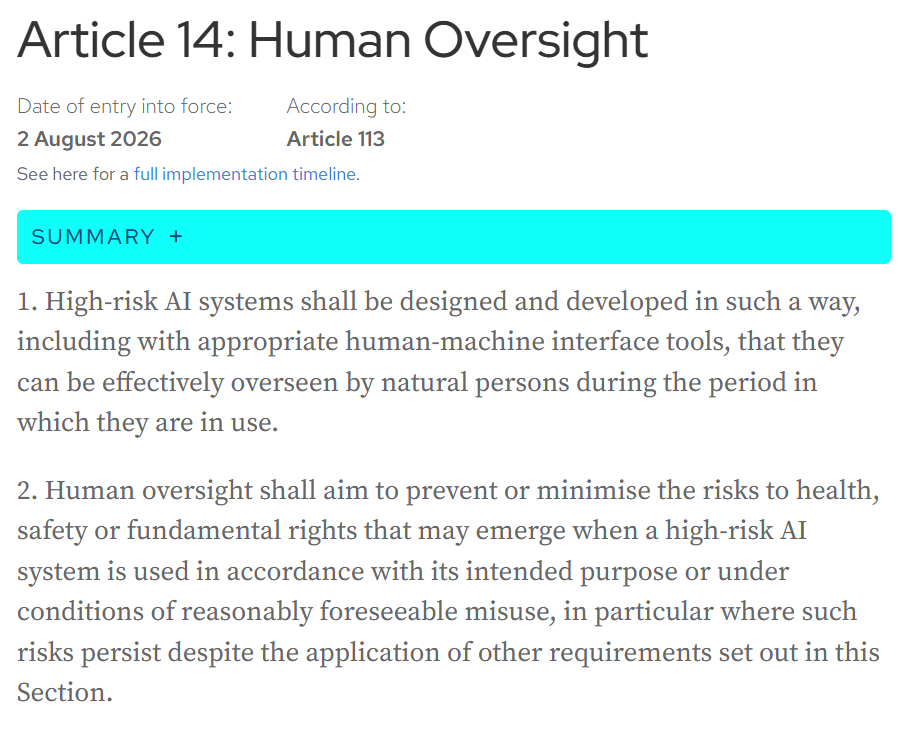 Article 14: Human Oversight
Date of entry into force: According to:
2 August 2026 Article 113
See here for a full implementation timeline.
SUMMARY +
1. High-risk AI systems shall be designed and developed in such a way,
including with appropriate human-machine interface tools, that they
can be effectively overseen by natural persons during the period in
which they are in use.
2. Human oversight shall aim to prevent or minimise the risks to health,
safety or fundamental rights that may emerge when a high-risk AI
system is used in accordance with its intended purpose or under
conditions of reasonably foreseeable misuse, in particular where such
risks persist despite the application of other requirements set out in this
Section.